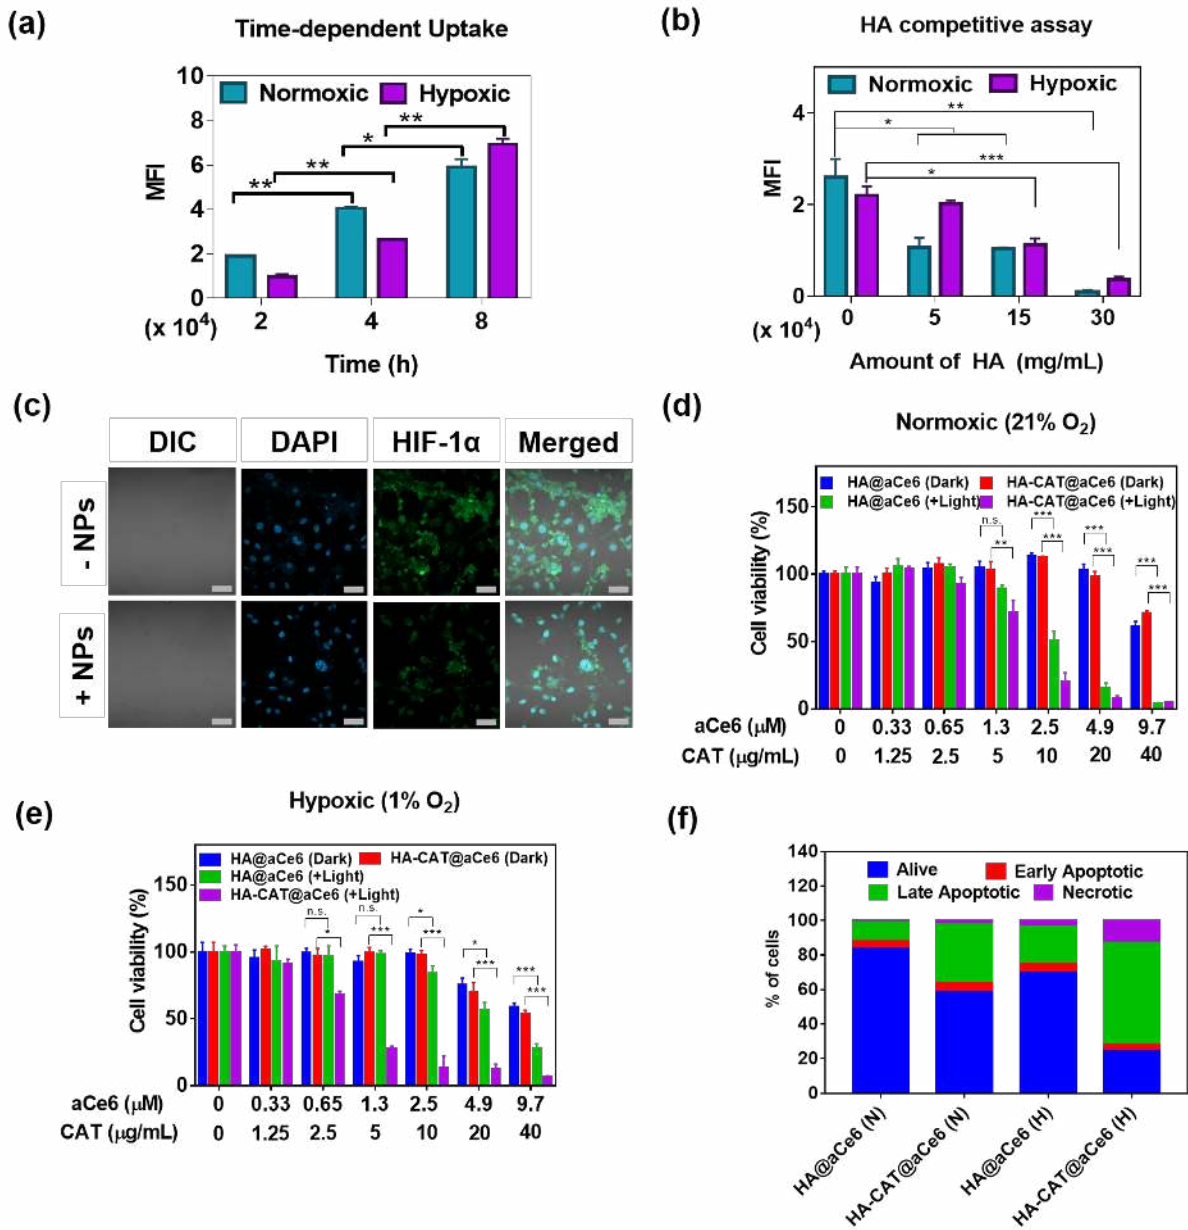 (a)
Time-dependent Uptake
Normoxic
Hypoxic
**
**
*
**
MFI
10
8
6
4
2
0
(x 10⁴)
2
4
8
Time (h)
(b)
HA competitive assay
Normoxic
Hypoxic
**
*
***
*
MFI
4
2
0
(x 10⁴)
0
5
15
30
Amount of HA (mg/mL)
(c)
DIC
DAPI
HIF-1α
Merged
- NPs
+ NPs
(d)
Normoxic (21% O₂)
HA@aCe6 (Dark)
HA-CAT@aCe6 (Dark)
HA@aCe6 (+Light)
HA-CAT@aCe6 (+Light)
n.s.
**
***
***
***
***
***
***
Cell viability (%)
150
100
50
0
aCe6 (μM) 0 0.33 0.65 1.3 2.5 4.9 9.7
CAT (μg/mL) 0 1.25 2.5 5 10 20 40
(e)
Hypoxic (1% O₂)
HA@aCe6 (Dark)
HA-CAT@aCe6 (Dark)
HA@aCe6 (+Light)
HA-CAT@aCe6 (+Light)
n.s.
*
n.s.
***
*
***
*
***
***
***
Cell viability (%)
150
100
50
0
aCe6 (μM) 0 0.33 0.65 1.3 2.5 4.9 9.7
CAT (μg/mL) 0 1.25 2.5 5 10 20 40
(f)
Alive
Early Apoptotic
Late Apoptotic
Necrotic
% of cells
140
120
100
80
60
40
20
0
HA@aCe6 (N)
HA-CAT@aCe6 (N)
HA@aCe6 (H)
HA-CAT@aCe6 (H)